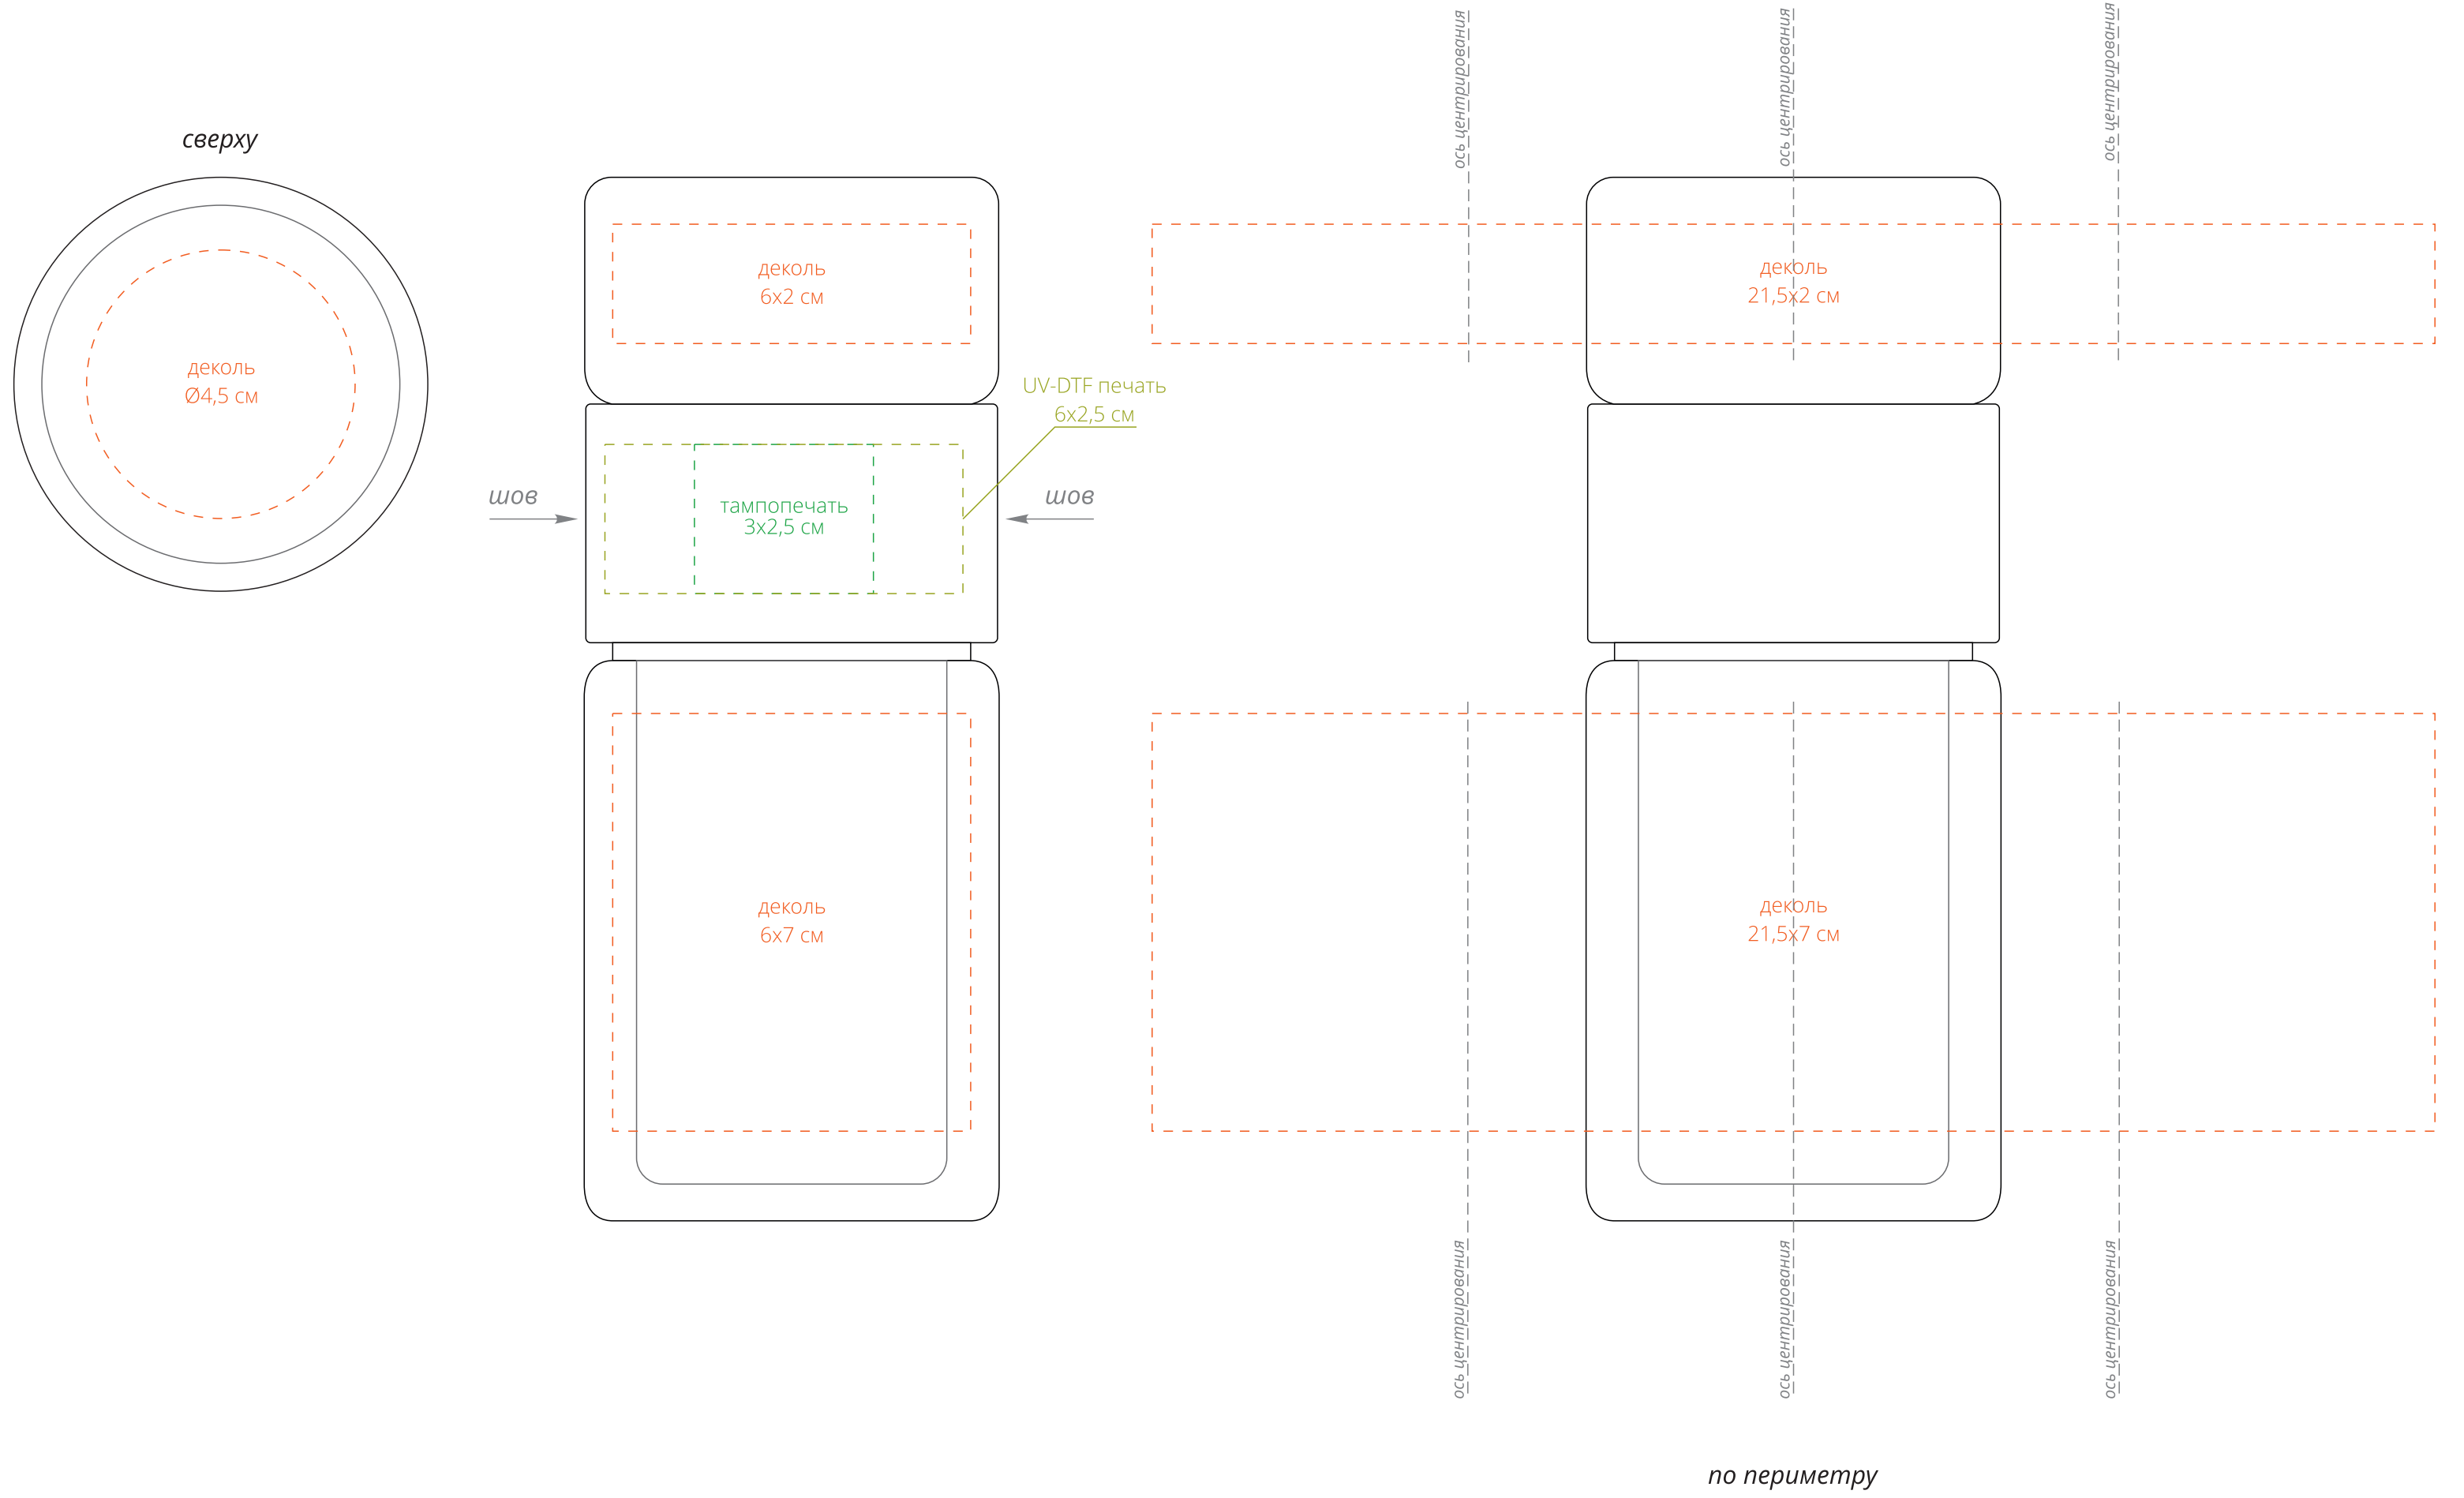 сверху
деколь
Ø4,5 см
деколь
6х2 см
UV-DTF печать
6х2,5 см
шов
шов
тампопечать
3х2,5 см
деколь
6х7 см
ось центрирования
ось центрирования
ось центрирования
деколь
21,5х2 см
деколь
21,5х7 см
ось центрирования
ось центрирования
ось центрирования
по периметру